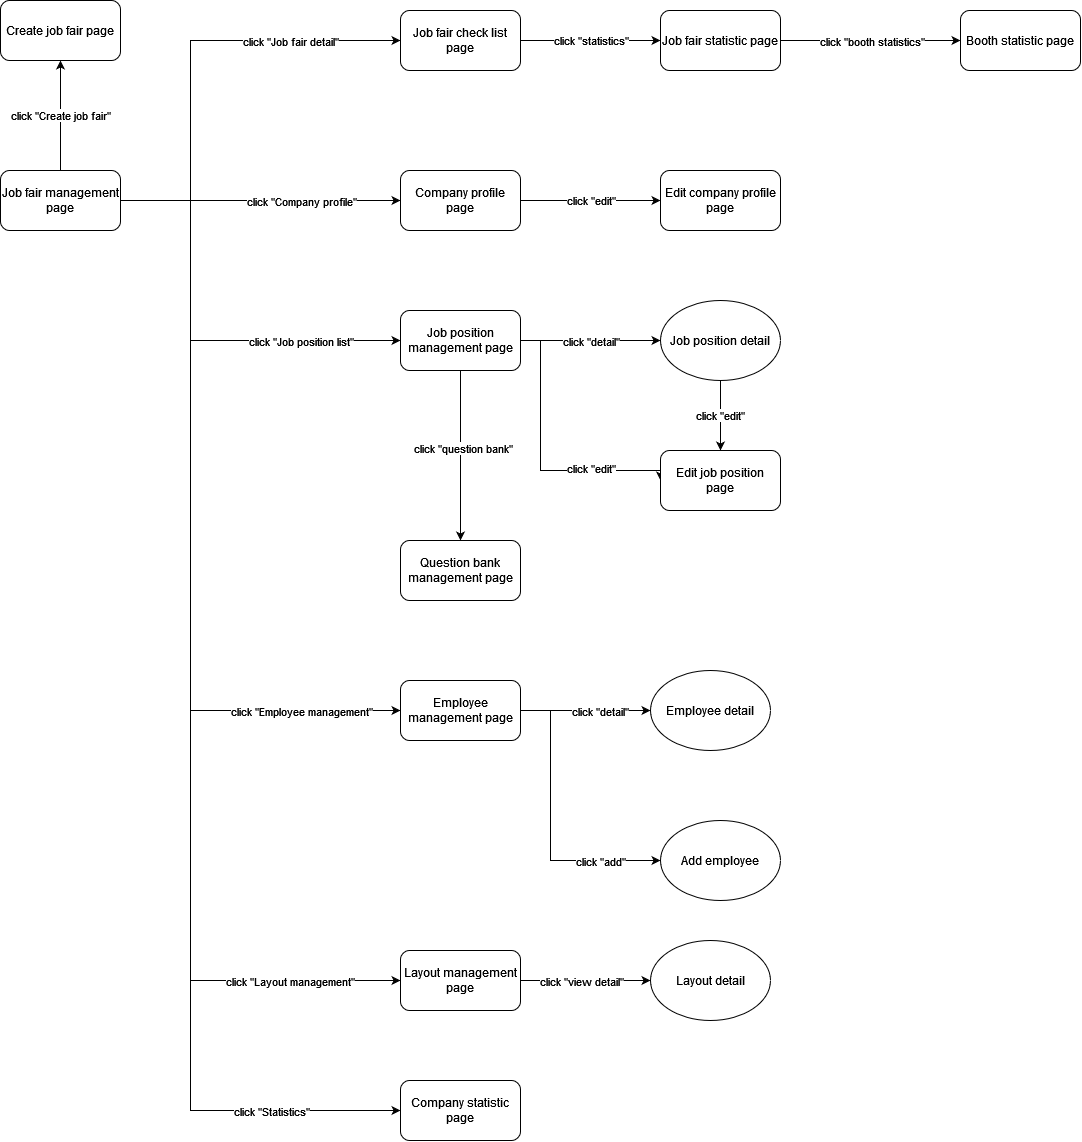 Create job fair page
click "Job fair detail"
Job fair check list
page
click "statistics"
Job fair statistic page
click "booth statistics"
Booth statistic page
click "Create job fair"
Job fair management
page
click "Company profile"
Company profile
page
click "edit"
Edit company profile
page
click "Job position list"
Job position
management page
click "detail"
Job position detail
click "edit"
click "question bank"
click "edit"
Edit job position
page
Question bank
management page
click "Employee management"
Employee
management page
click "detail"
Employee detail
click "add"
Add employee
click "Layout management"
Layout management
page
click "view detail"
Layout detail
click "Statistics"
Company statistic
page